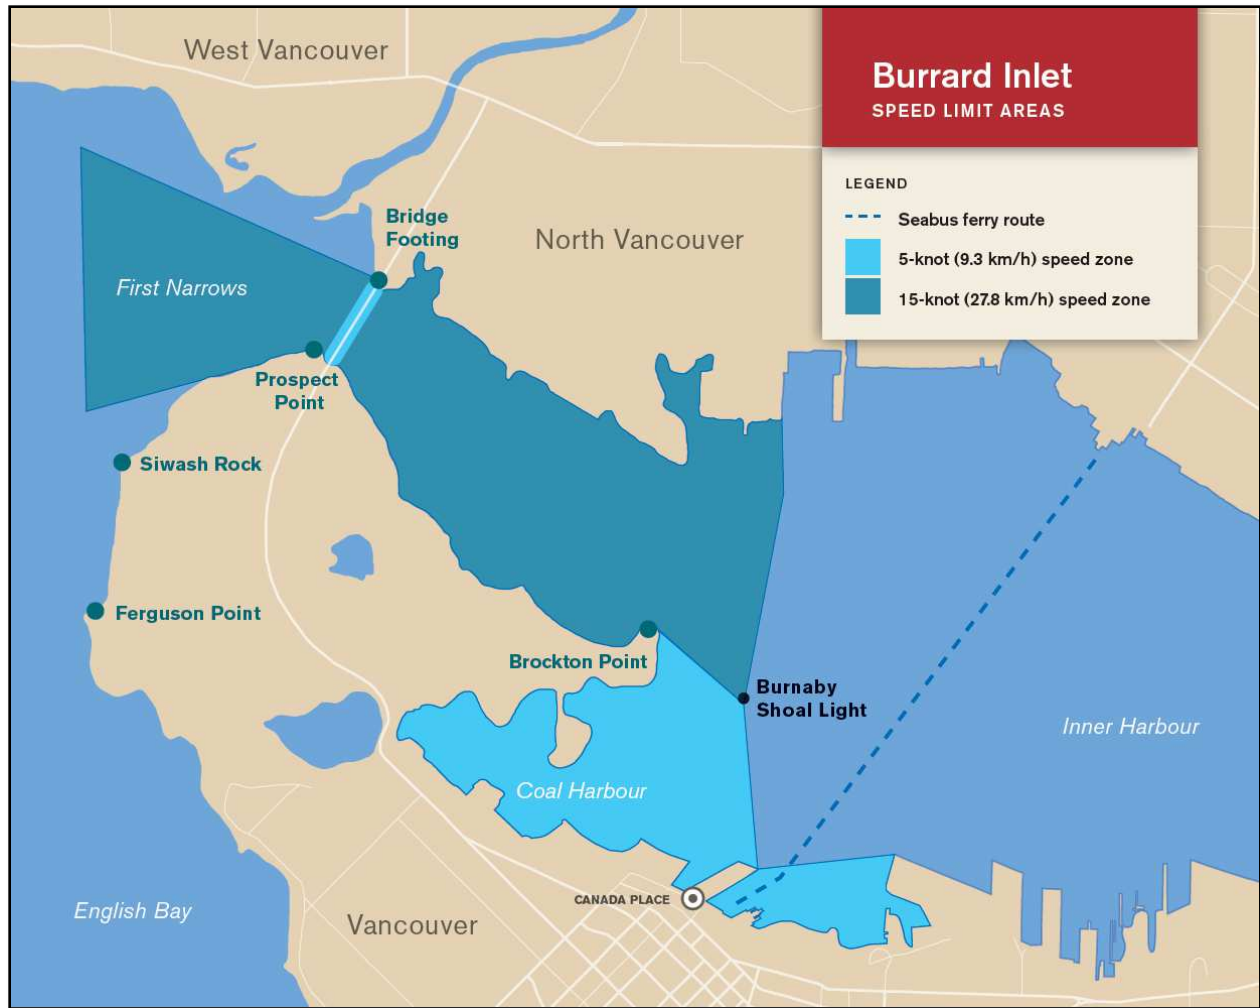 West Vancouver
Burrard Inlet
SPEED LIMIT AREAS
LEGEND
Seabus ferry route
5-knot (9.3 km/h) speed zone
15-knot (27.8 km/h) speed zone
Bridge
Footing
North Vancouver
First Narrows
Prospect
Point
Siwash Rock
Ferguson Point
Brockton Point
Burnaby
Shoal Light
Inner Harbour
Coal Harbour
CANADA PLACE
English Bay
Vancouver